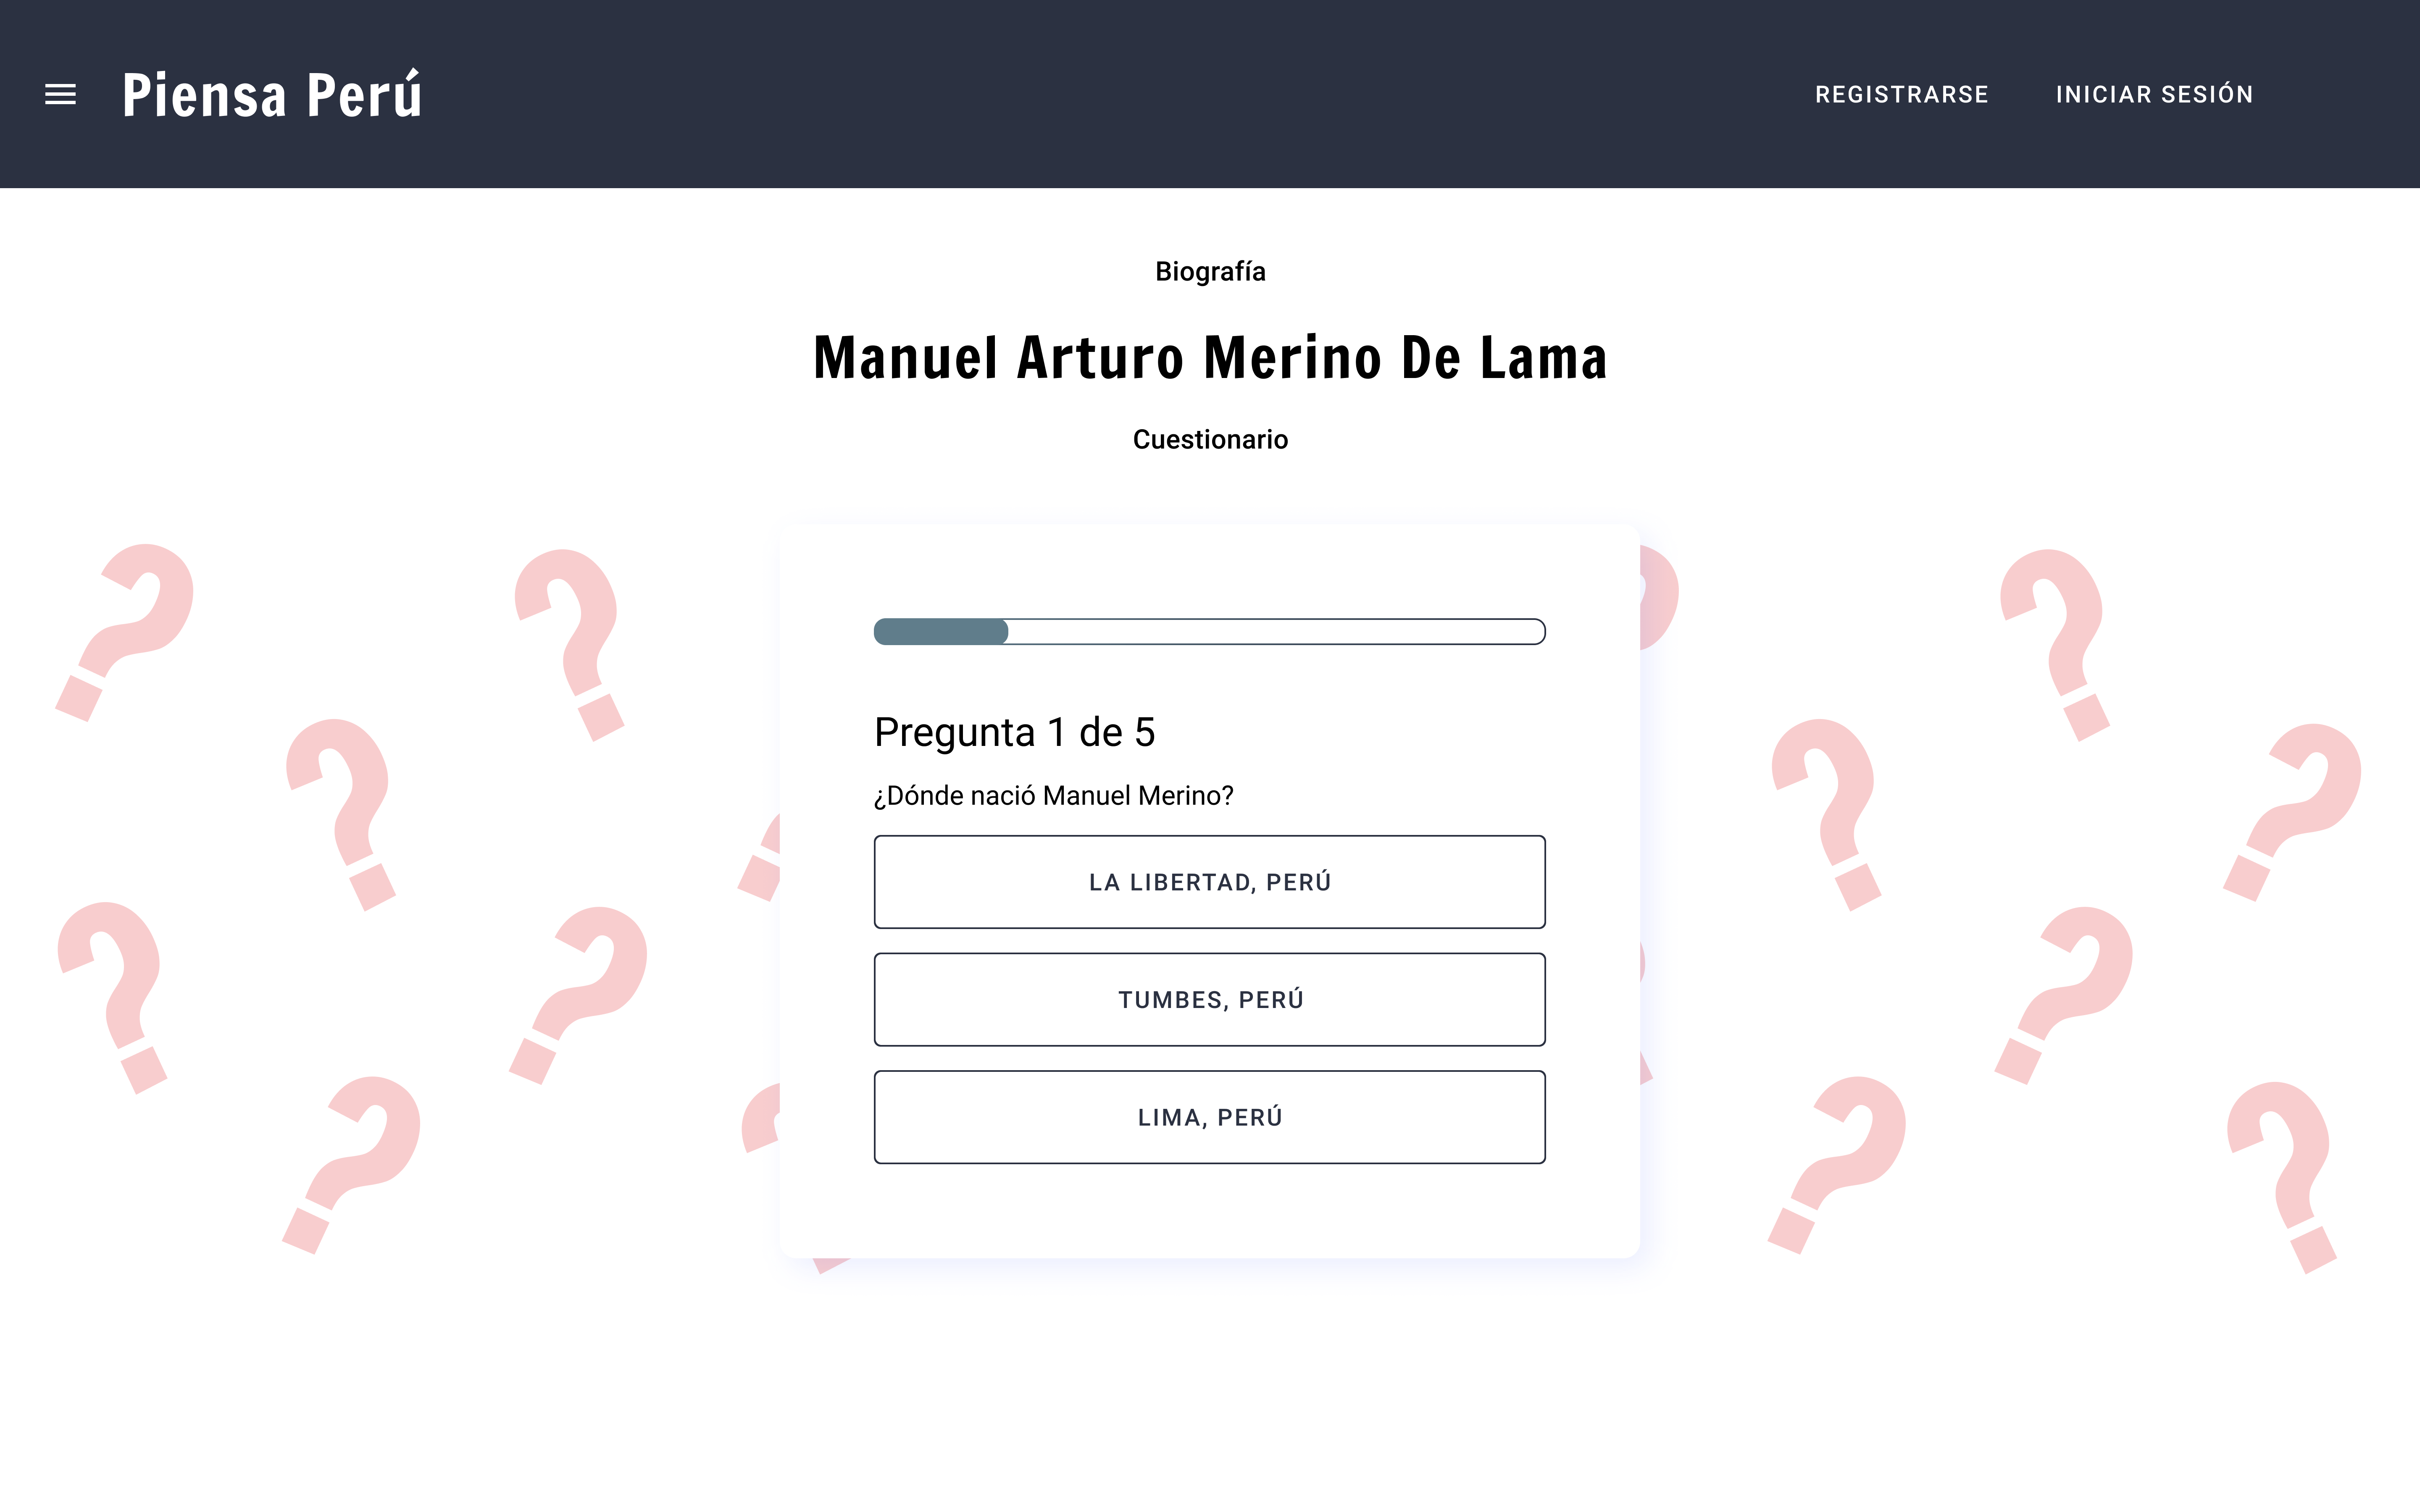 Piensa Perú
REGISTRARSE
INICIAR SESIÓN
Biografía
Manuel Arturo Merino De Lama
Cuestionario
Pregunta 1 de 5
¿Dónde nació Manuel Merino?
LA LIBERTAD, PERÚ
TUMBES, PERÚ
LIMA, PERÚ